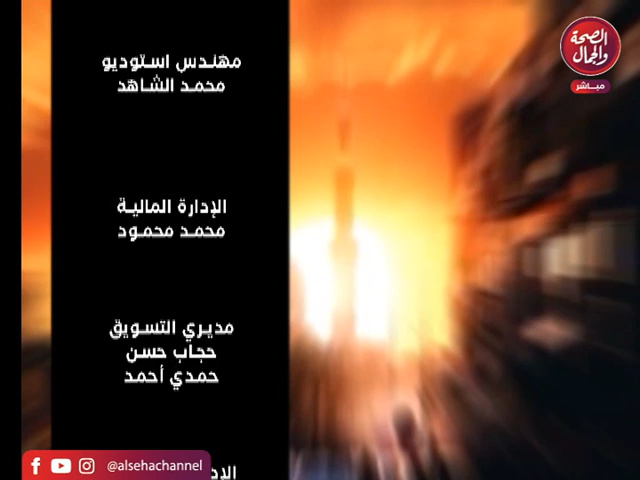 الصحة
والجمال
مباشر
مهندس استوديو
محمد الشاهد
الإدارة المالية
محمد محمود
مديري التسويق
حجاب حسن
حمدي أحمد
@alsehachannel